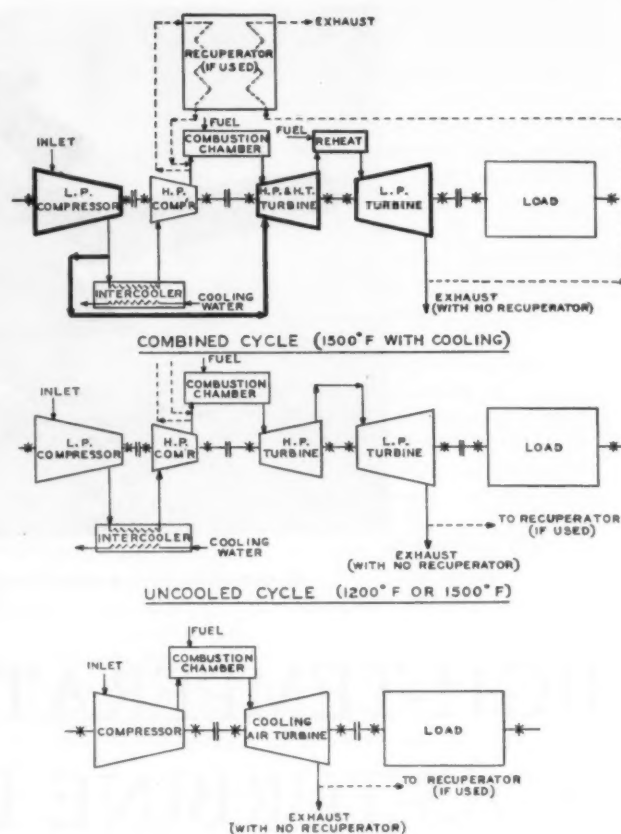 EXHAUST
RECUPERATOR
(IF USED)
FUEL
INLET
COMBUSTION
CHAMBER
FUEL
REHEAT
L. P.
COMPRESSOR
H. P.
COMP'R
H.P. & H.T.
TURBINE
L. P.
TURBINE
LOAD
INTERCOOLER
COOLING
WATER
EXHAUST
(WITH NO RECUPERATOR)
COMBINED CYCLE (1500°F WITH COOLING)
FUEL
INLET
COMBUSTION
CHAMBER
L. P.
COMPRESSOR
H. P.
COM'R
H. P.
TURBINE
L. P.
TURBINE
LOAD
INTERCOOLER
COOLING
WATER
TO RECUPERATOR
(IF USED)
EXHAUST
(WITH NO RECUPERATOR)
UNCOOLED CYCLE (1200°F OR 1500°F)
FUEL
INLET
COMBUSTION
CHAMBER
COMPRESSOR
COOLING
AIR TURBINE
LOAD
TO RECUPERATOR
(IF USED)
EXHAUST
(WITH NO RECUPERATOR)